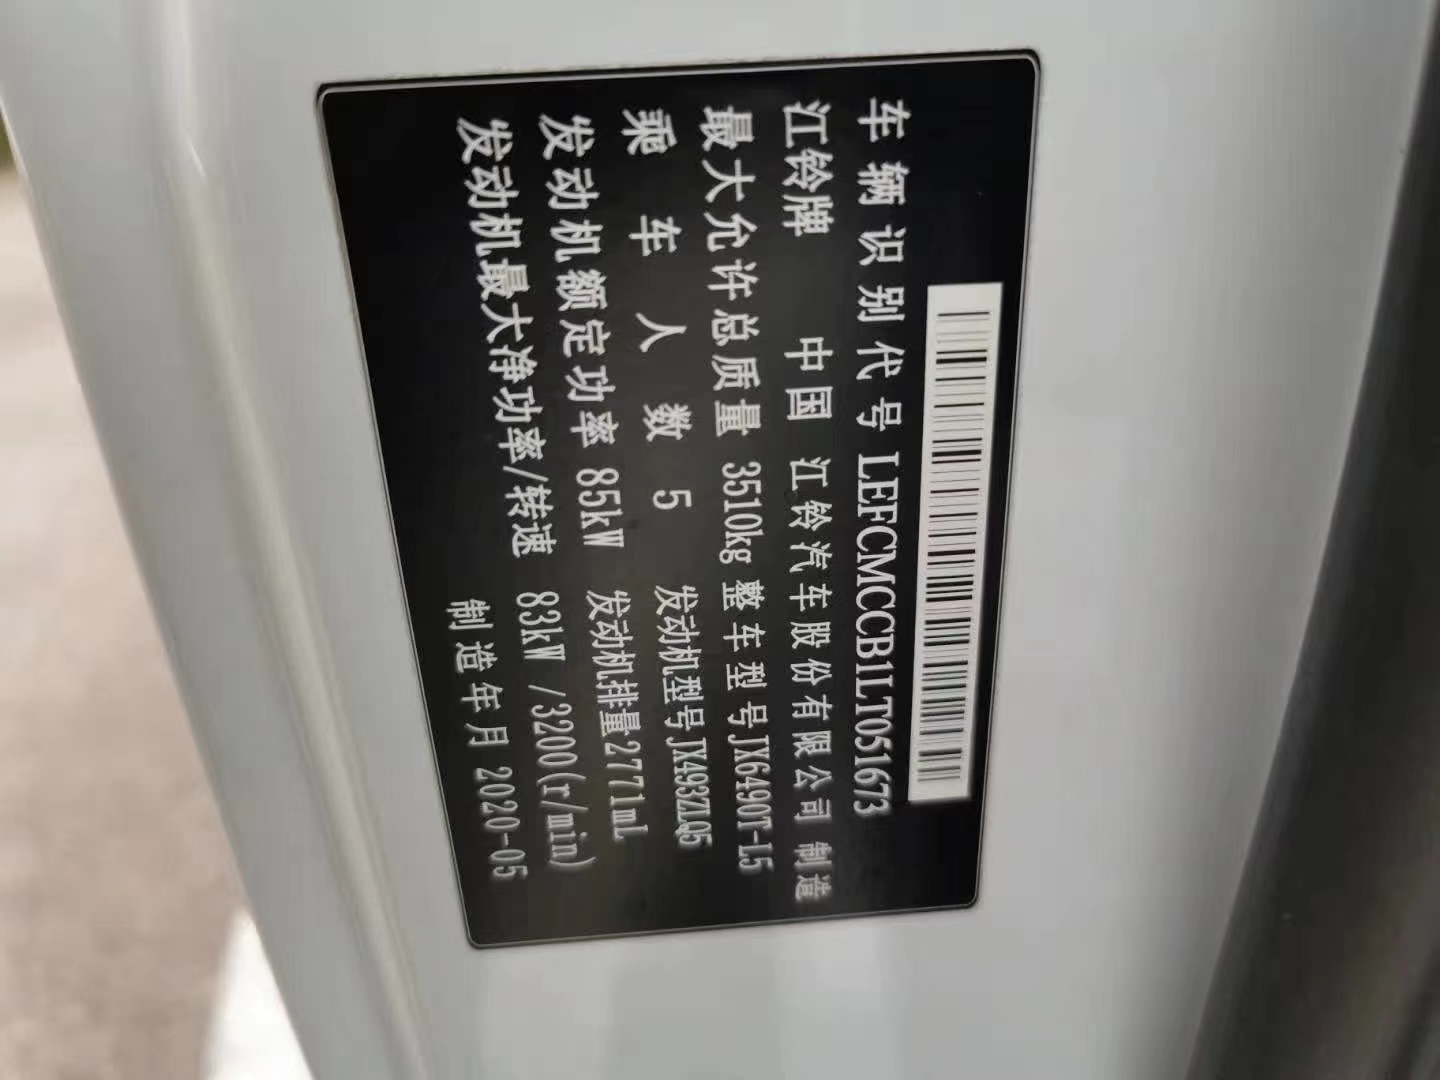 车辆识别代号 LEFCMCCB1LT051673
江铃牌 中国 江铃汽车股份有限公司 制造
最大允许总质量 3510kg 整车型号 JX6490T-L5
乘车人数 5 发动机型号 JX493ZLQ5
发动机额定功率 85kW 发动机排量 2771mL
发动机最大净功率/转速 83kW /3200(r/min)
制造年月 2020-05